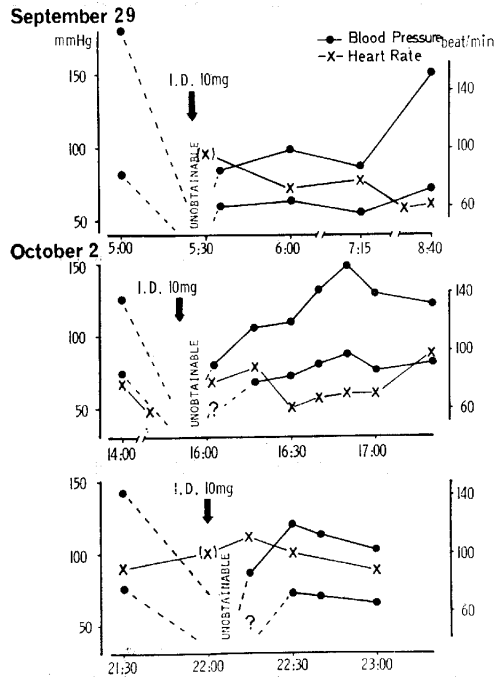 September 29
mmHg
Blood Pressure
beat/min
Heart Rate
I.D. 10mg
150
140
100
100
(X)
50
60
UNOBTAINABLE
5:00
5:30
6:00
7:15
8:40
October 2
I.D. 10mg
150
140
100
100
50
60
UNOBTAINABLE
?
14:00
16:00
16:30
17:00
I.D. 10mg
150
140
100
100
(X)
50
60
UNOBTAINABLE
?
21:30
22:00
22:30
23:00